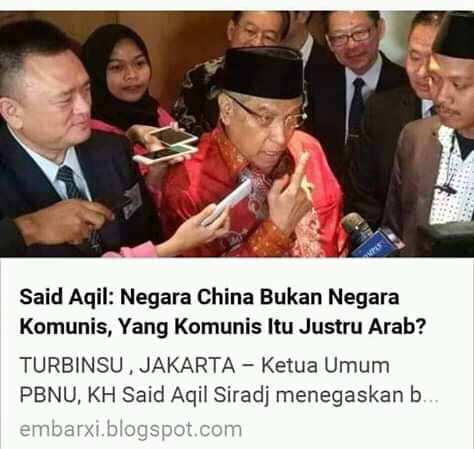 Said Aqil: Negara China Bukan Negara
Komunis, Yang Komunis Itu Justru Arab?
TURBINSU , JAKARTA – Ketua Umum
PBNU, KH Said Aqil Siradj menegaskan b...
embarxi.blogspot.com